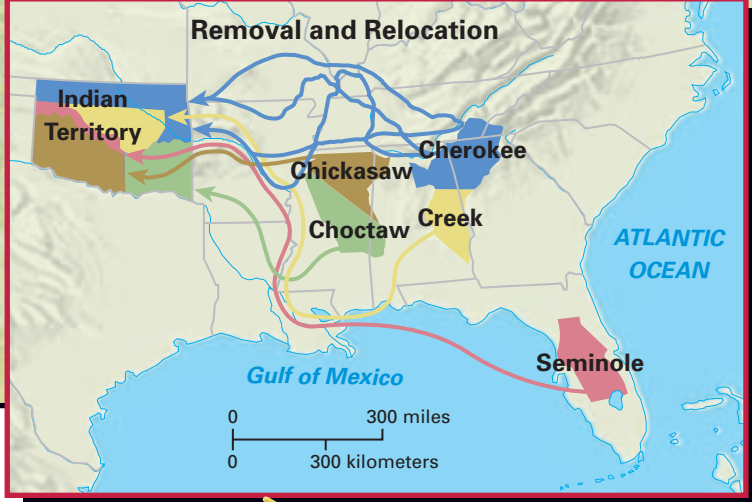 Removal and Relocation
Indian
Territory
Cherokee
Chickasaw
Creek
Choctaw
ATLANTIC
OCEAN
Seminole
Gulf of Mexico
0 300 miles
0 300 kilometers